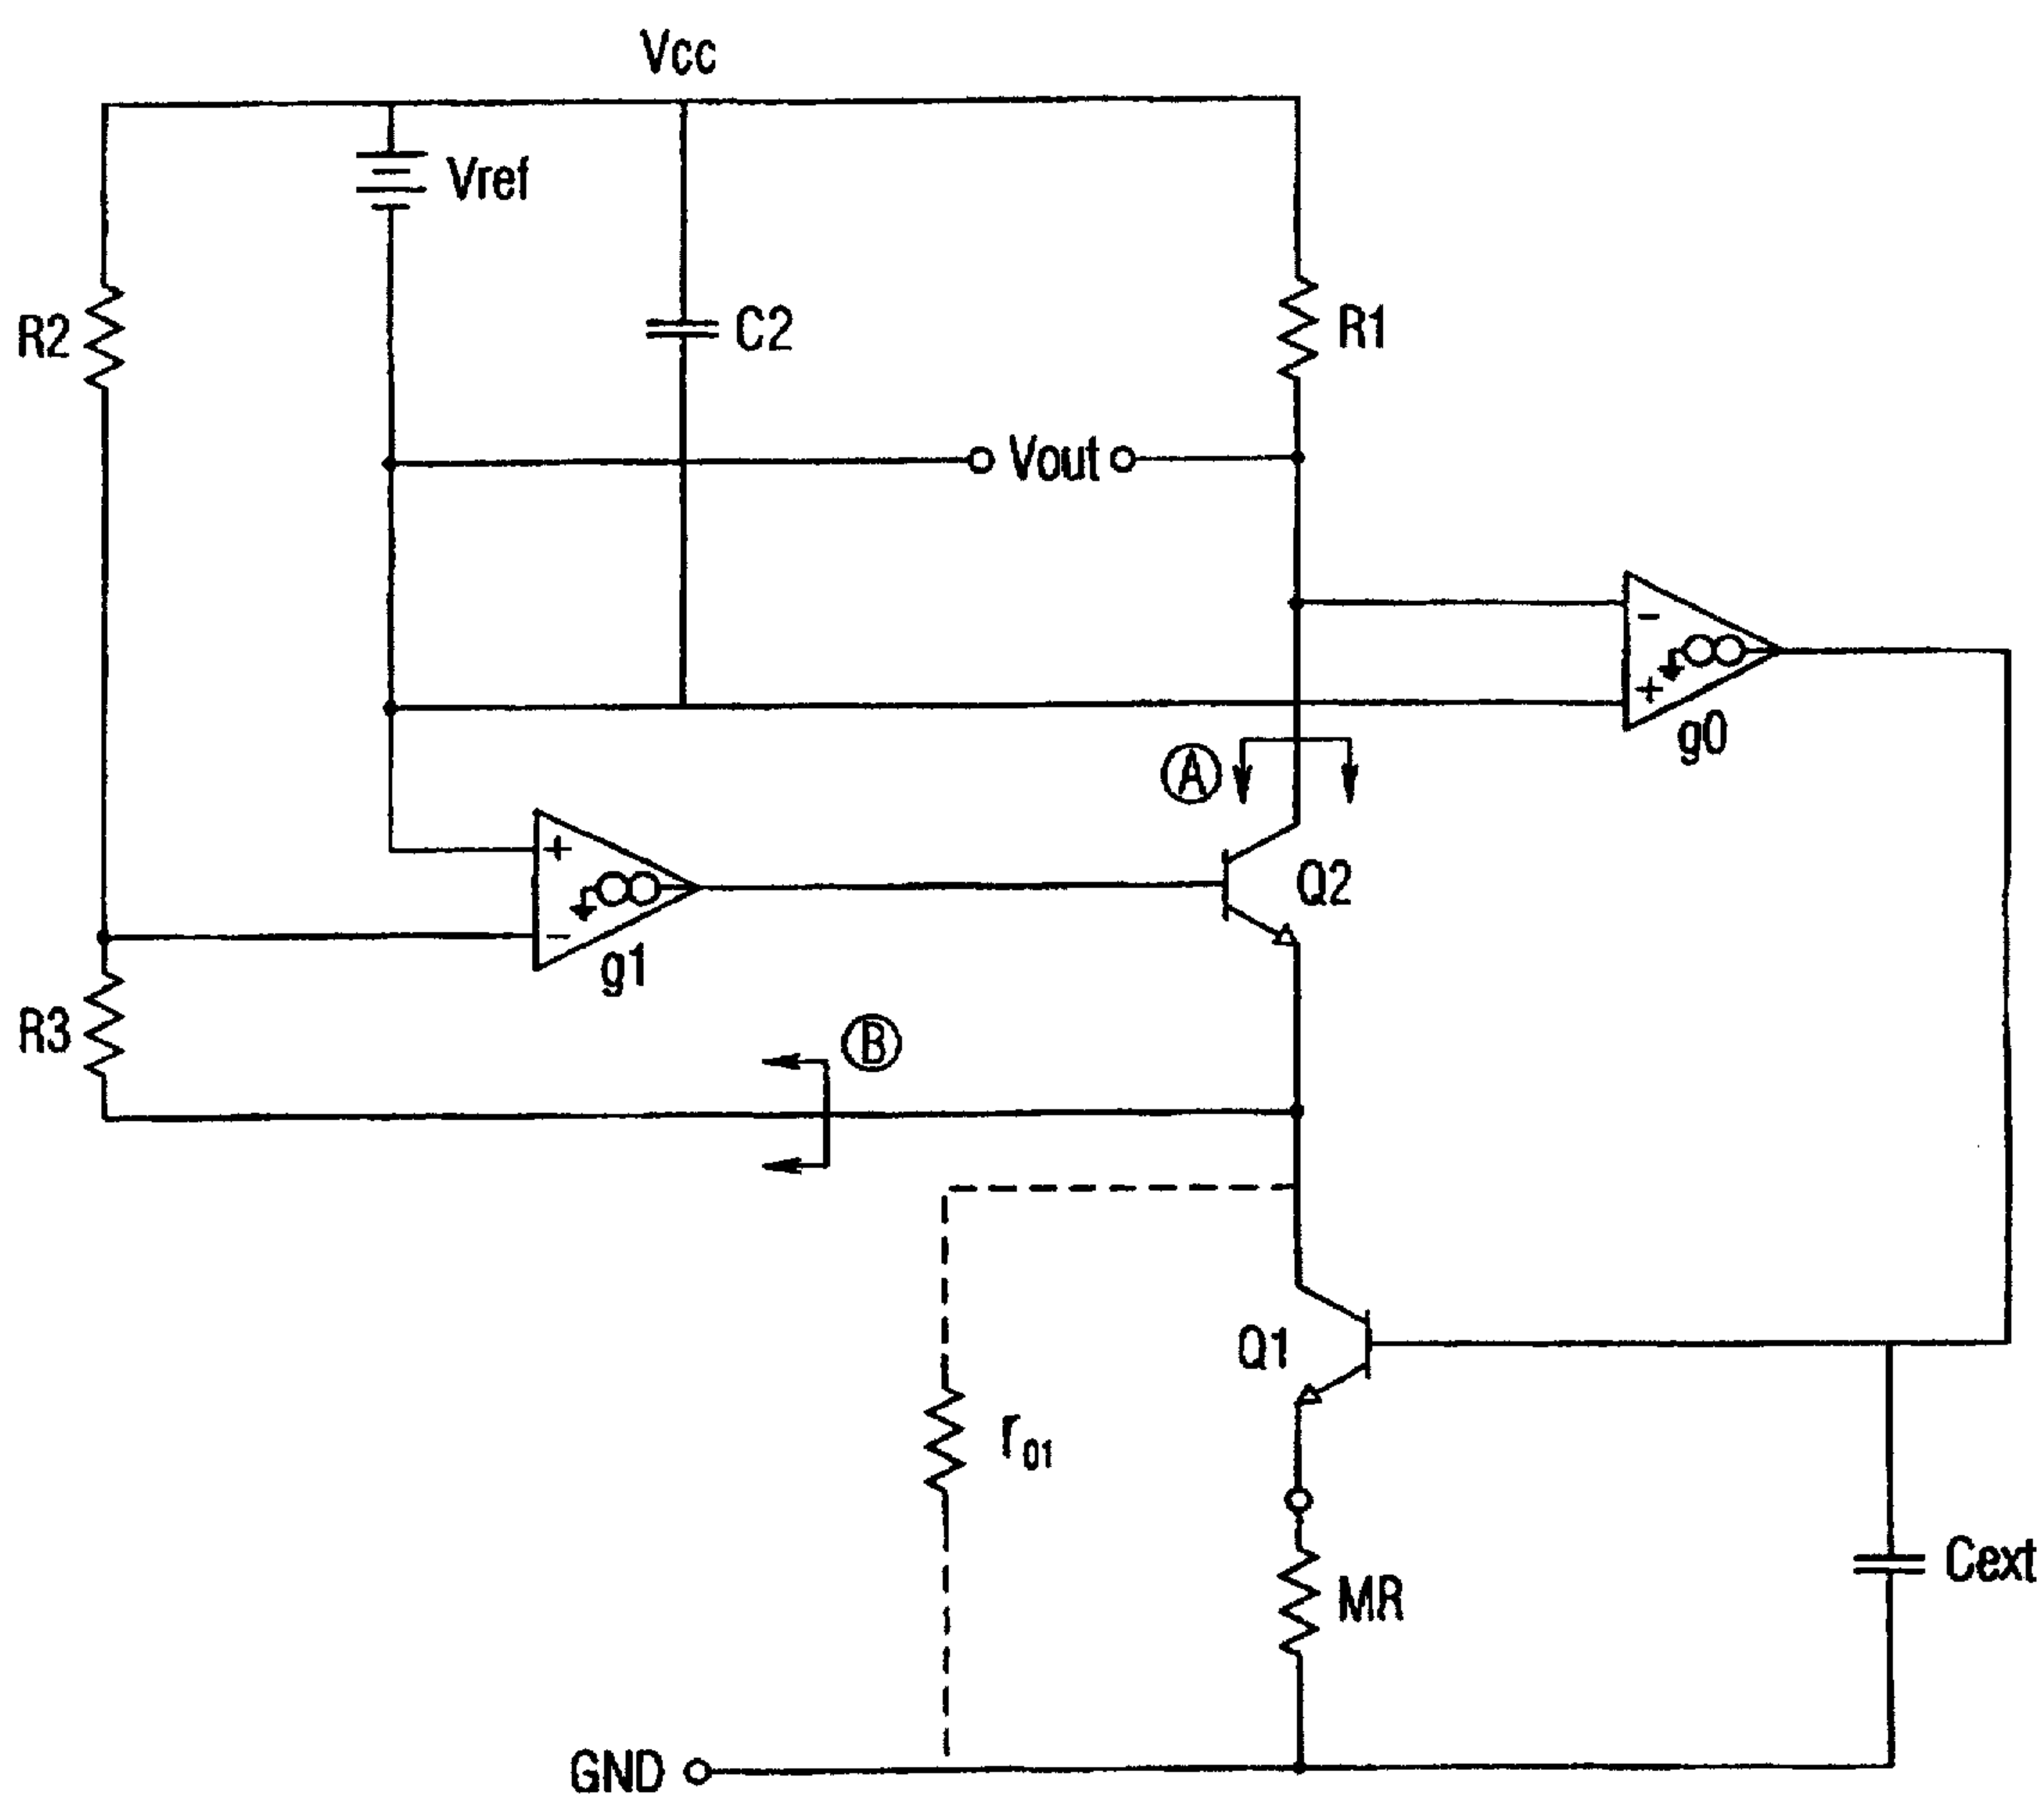 Vcc
Vref
R2
C2
R1
Vout
-
+
g0
A
+
-
g1
Q2
R3
B
Q1
r01
MR
Cext
GND